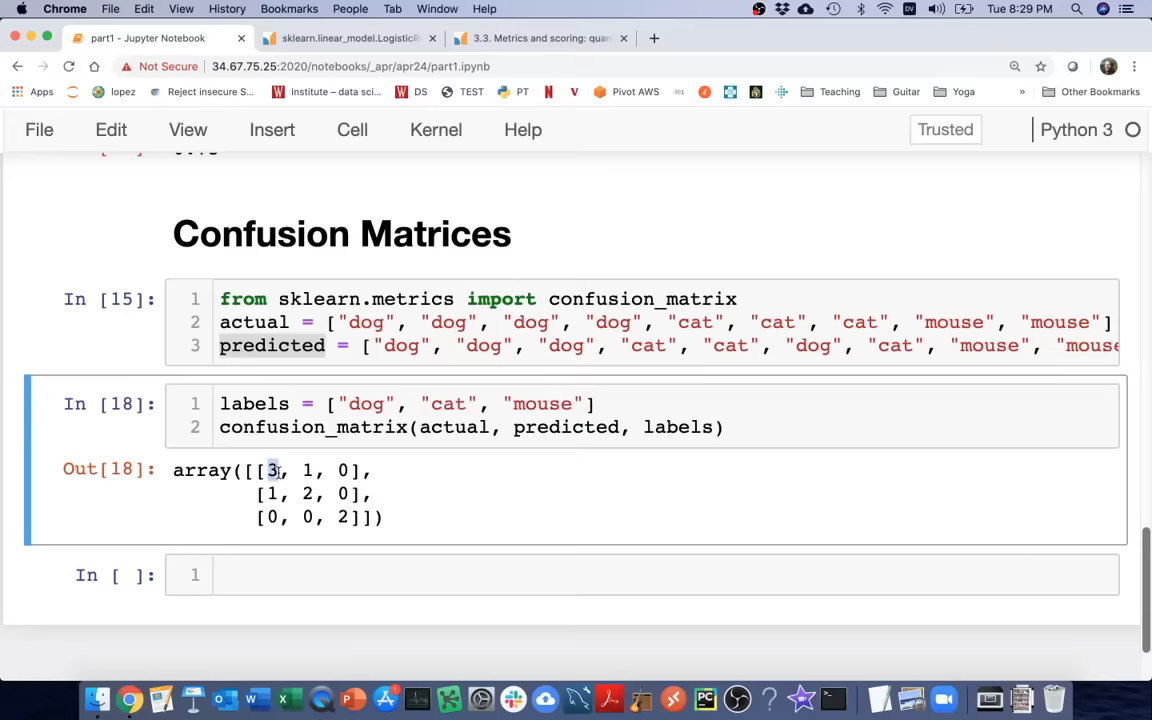 Chrome File Edit View History Bookmarks People Tab Window Help Tue 8:29 PM
part1 - Jupyter Notebook sklearn.linear_model.LogisticR 3.3. Metrics and scoring: quan
Not Secure 34.67.75.25:2020/notebooks/_apr/apr24/part1.ipynb
Apps lopez Reject insecure S... Institute – data sci... DS TEST PT Pivot AWS 301 Teaching Guitar Yoga » Other Bookmarks
File Edit View Insert Cell Kernel Help Trusted Python 3
Confusion Matrices
In [15]: 1 from sklearn.metrics import confusion_matrix
2 actual = ["dog", "dog", "dog", "dog", "cat", "cat", "cat", "mouse", "mouse"]
3 predicted = ["dog", "dog", "dog", "cat", "cat", "dog", "cat", "mouse", "mouse
In [18]: 1 labels = ["dog", "cat", "mouse"]
2 confusion_matrix(actual, predicted, labels)
Out[18]: array([[3, 1, 0],
[1, 2, 0],
[0, 0, 2]])
In [ ]: 1